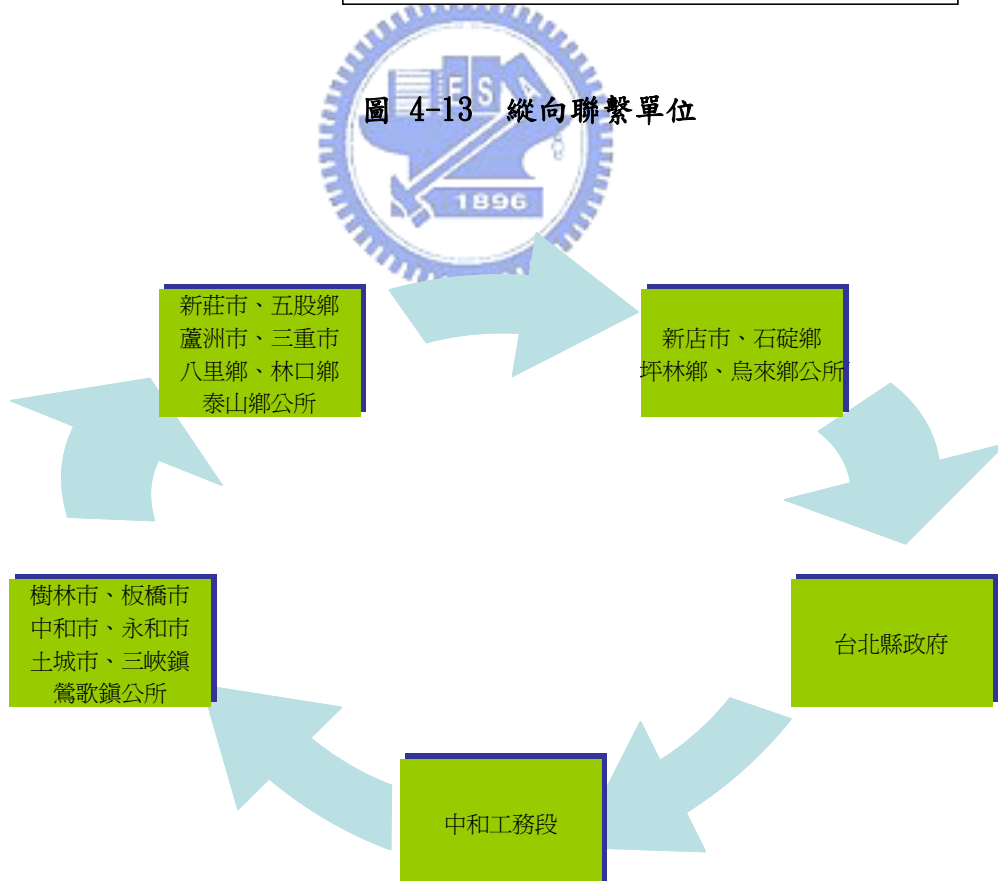 圖 4-13 縱向聯繫單位
ESA
1896
新莊市、五股鄉
蘆洲市、三重市
八里鄉、林口鄉
泰山鄉公所
新店市、石碇鄉
坪林鄉、烏來鄉公所
樹林市、板橋市
中和市、永和市
土城市、三峽鎮
鶯歌鎮公所
台北縣政府
中和工務段